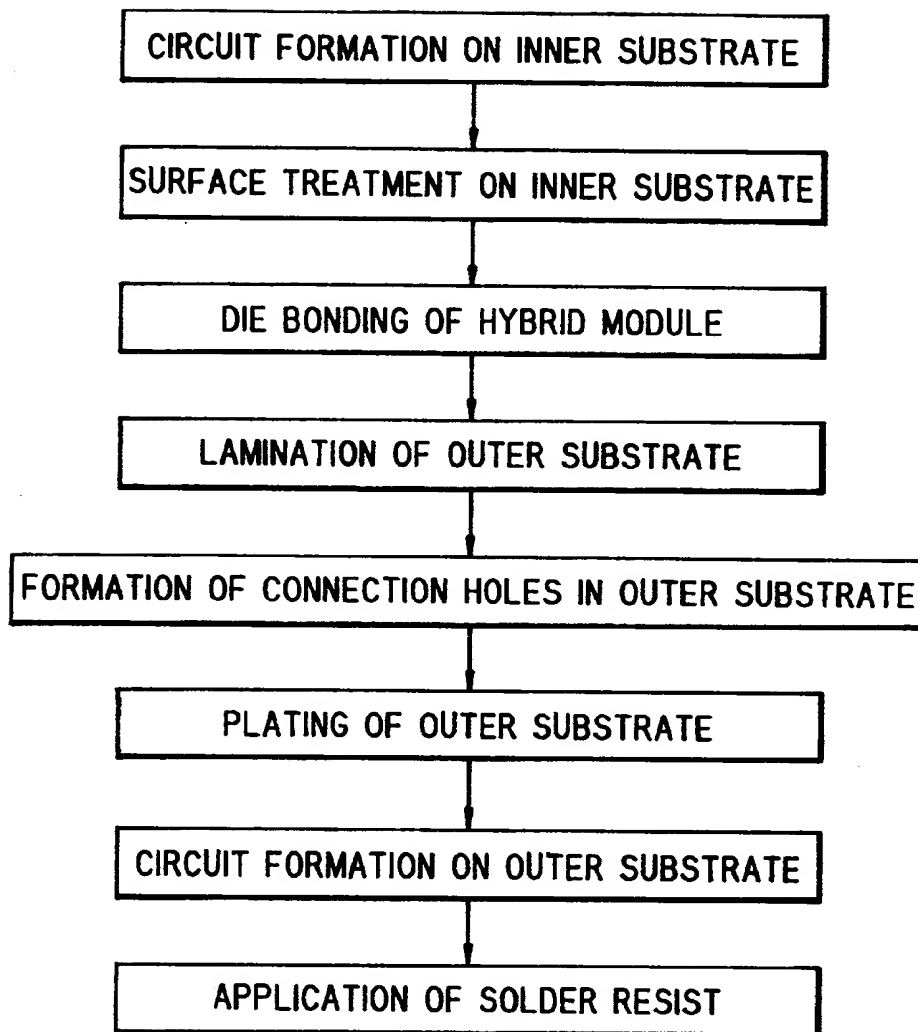 CIRCUIT FORMATION ON INNER SUBSTRATE
SURFACE TREATMENT ON INNER SUBSTRATE
DIE BONDING OF HYBRID MODULE
LAMINATION OF OUTER SUBSTRATE
FORMATION OF CONNECTION HOLES IN OUTER SUBSTRATE
PLATING OF OUTER SUBSTRATE
CIRCUIT FORMATION ON OUTER SUBSTRATE
APPLICATION OF SOLDER RESIST